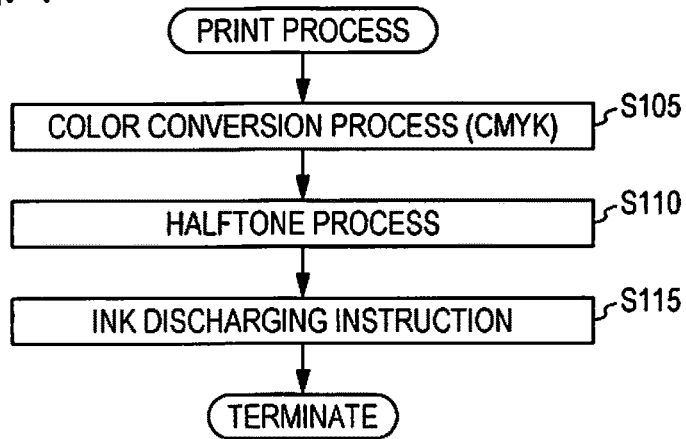 PRINT PROCESS
COLOR CONVERSION PROCESS (CMYK)
S105
HALFTONE PROCESS
S110
INK DISCHARGING INSTRUCTION
S115
TERMINATE